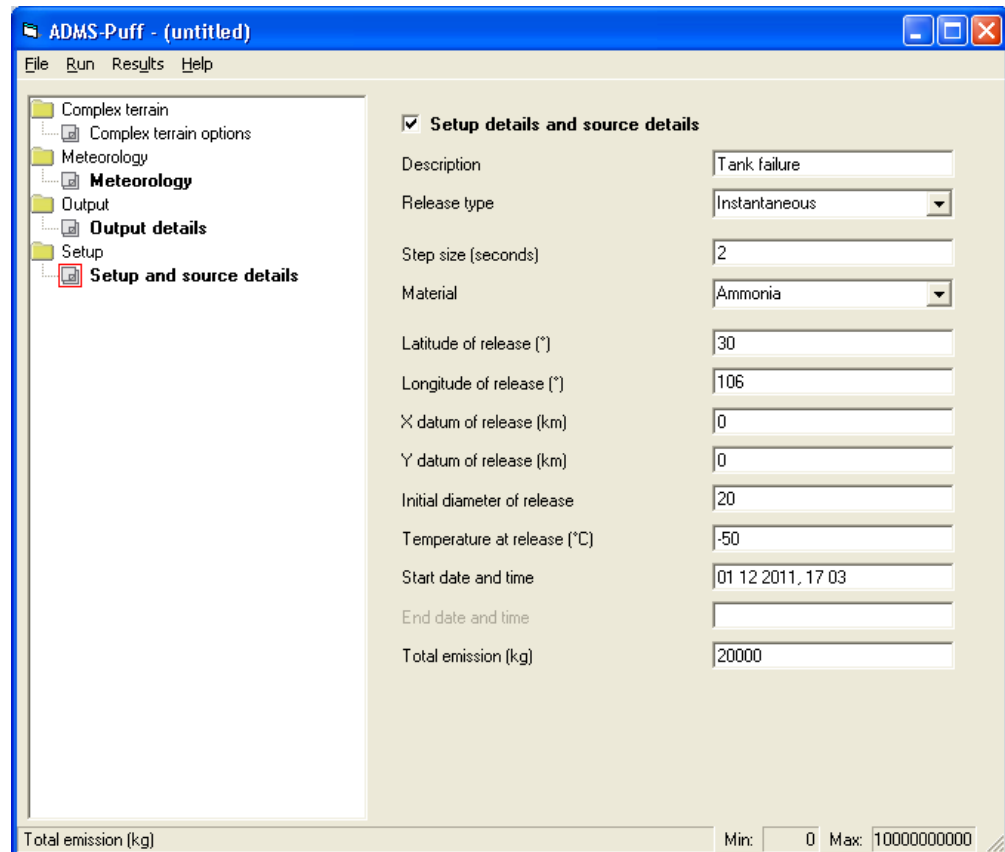 ADMS-Puff - (untitled)
File Run Results Help
Complex terrain
Complex terrain options
Meteorology
Meteorology
Output
Output details
Setup
Setup and source details
Setup details and source details
Description Tank failure
Release type Instantaneous
Step size (seconds) 2
Material Ammonia
Latitude of release (°) 30
Longitude of release (°) 106
X datum of release (km) 0
Y datum of release (km) 0
Initial diameter of release 20
Temperature at release (°C) -50
Start date and time 01 12 2011, 17 03
End date and time
Total emission (kg) 20000
Total emission (kg) Min: 0 Max: 10000000000